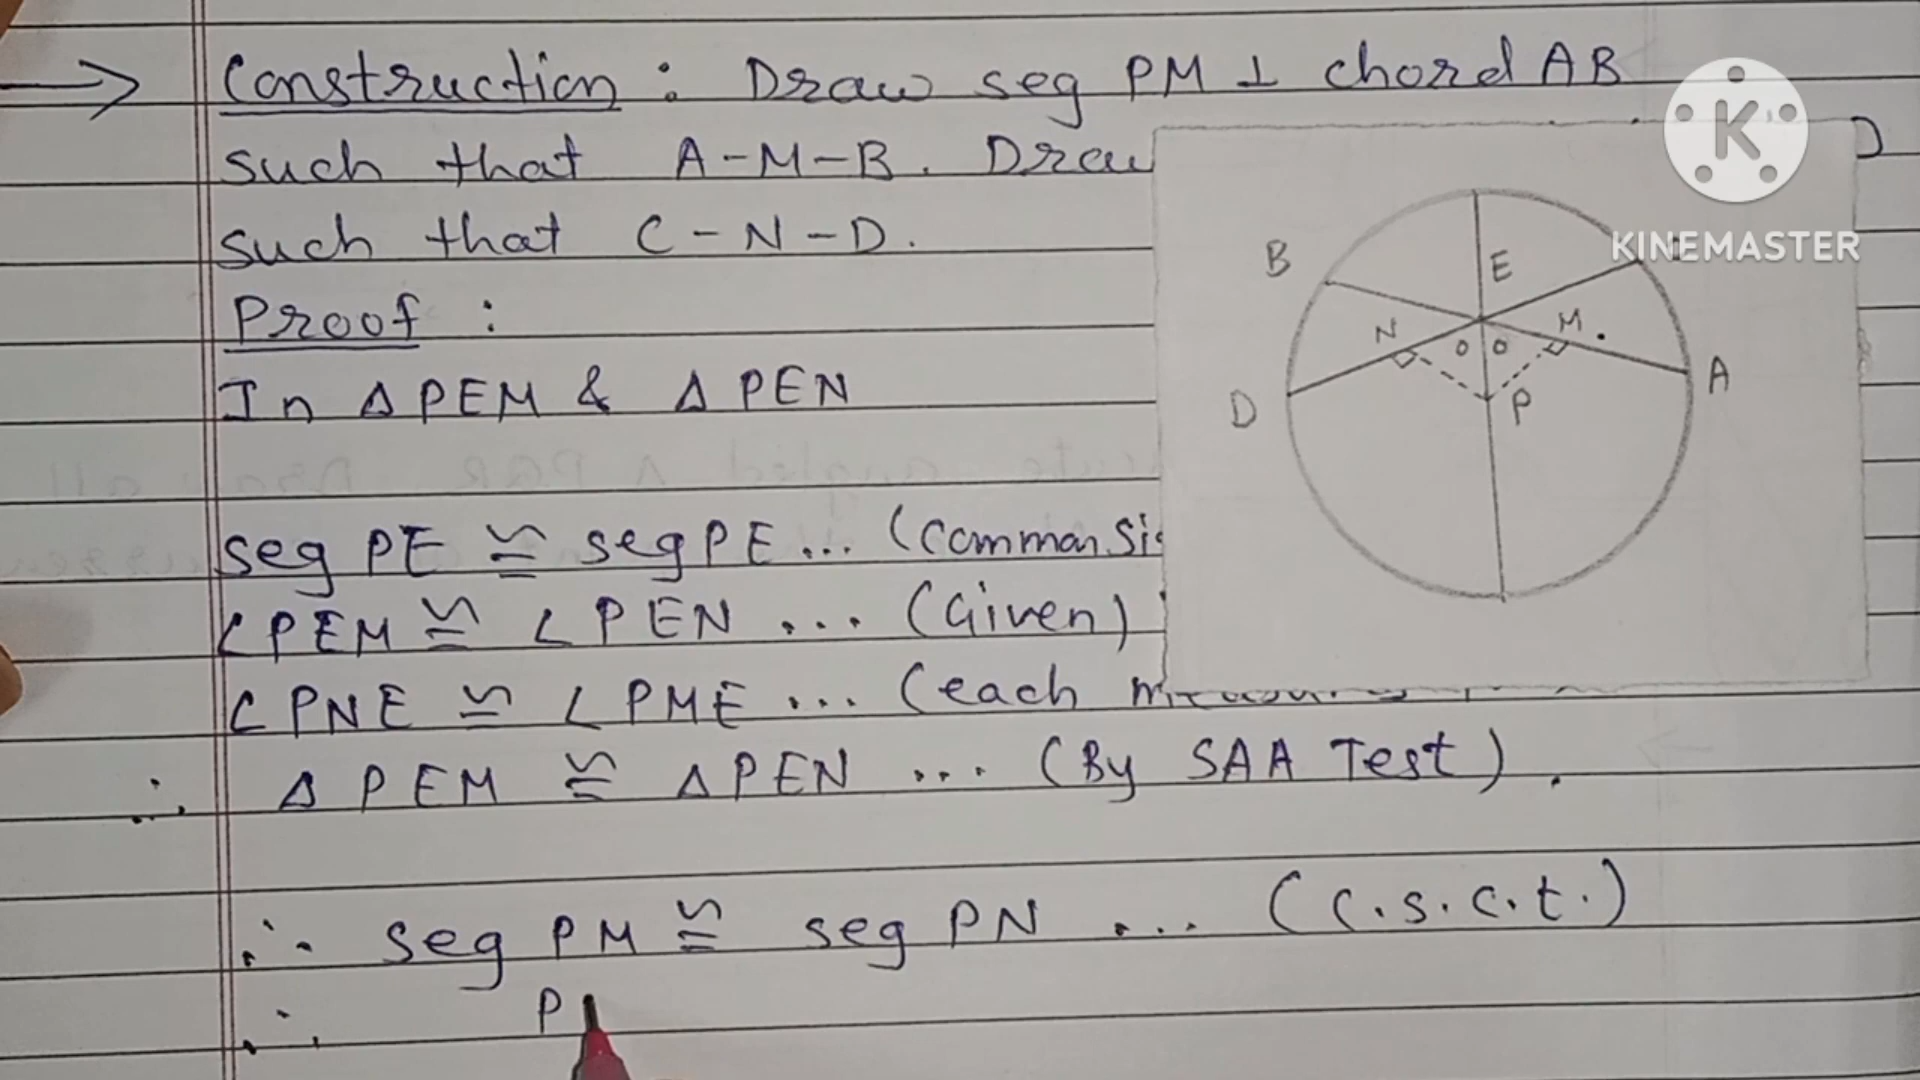 Construction : Draw seg PM ⊥ chord AB
such that A-M-B. Draw D
such that C-N-D.
Proof :
In Δ PEM & Δ PEN
seg PE ≅ seg PE... (Common
∠PEM ≅ ∠PEN ... (Given)
∠PNE ≅ ∠PME ... (each
∴ Δ PEM ≅ Δ PEN ... (By SAA Test).
∴ seg PM ≅ seg PN ... (c.s.c.t.)
∴ P
K
KINEMASTER
B
E
N
M
D
P
A